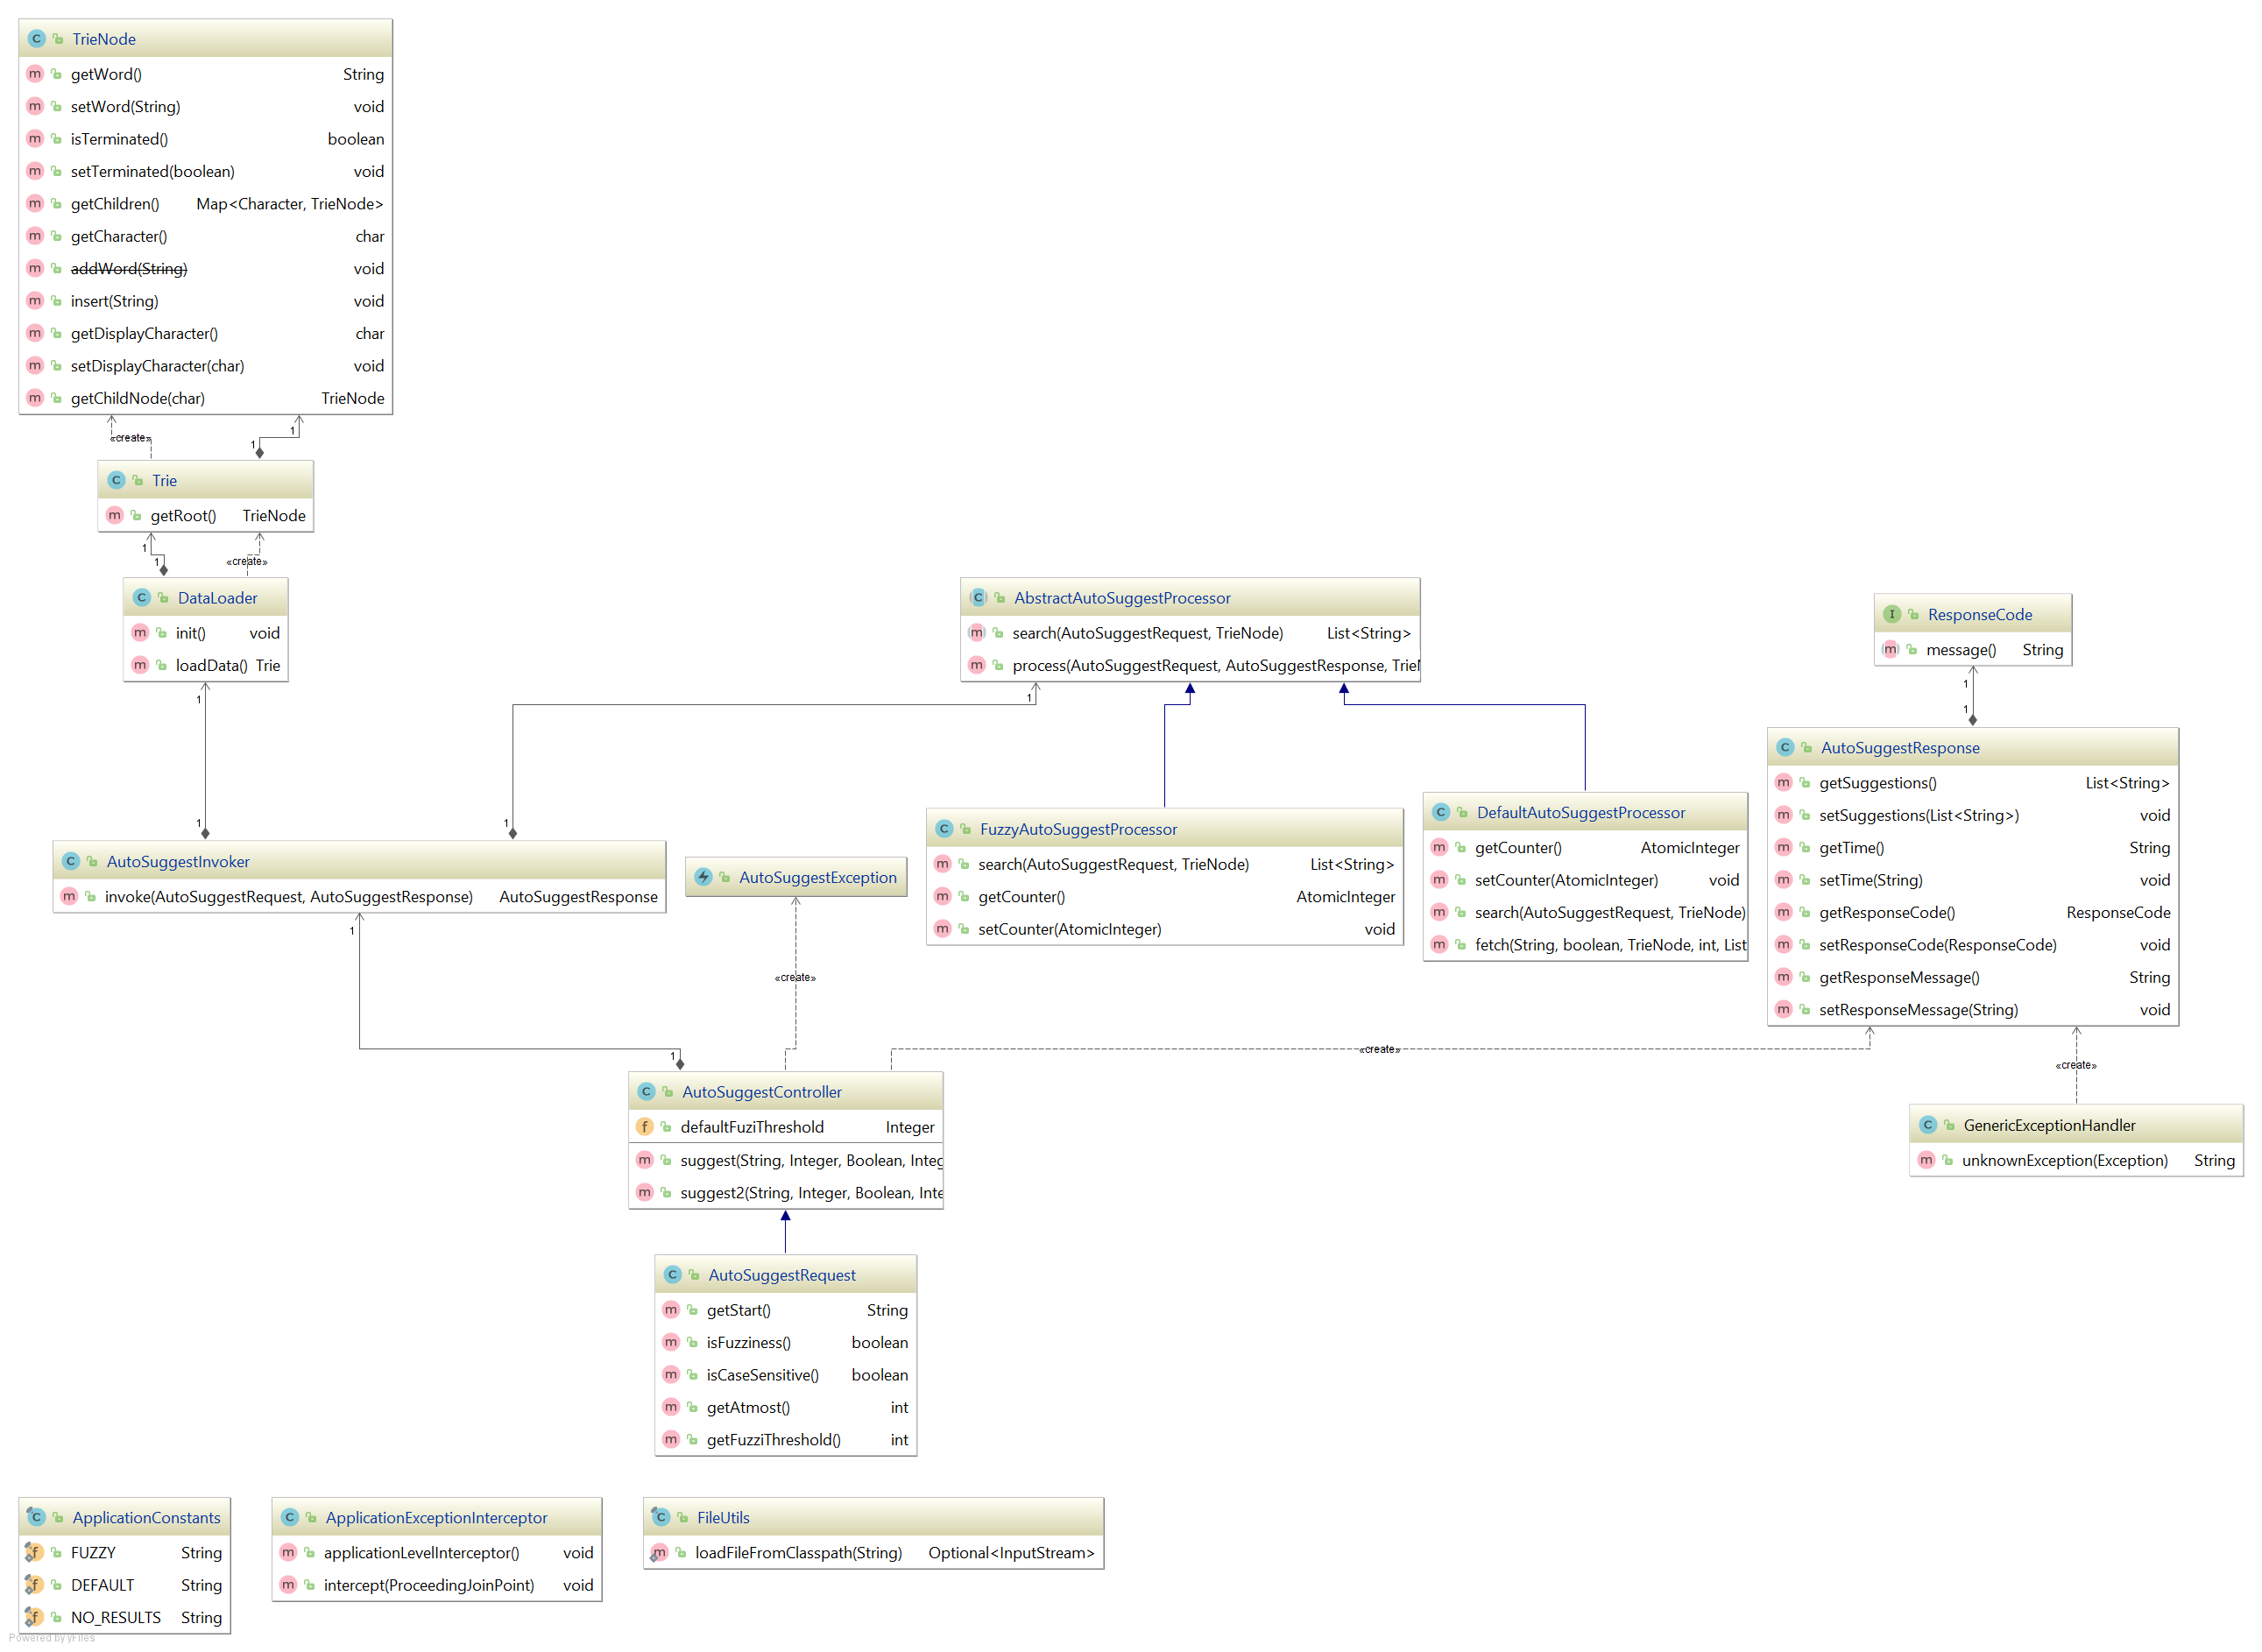 TrieNode
getWord() String
setWord(String) void
isTerminated() boolean
setTerminated(boolean) void
getChildren() Map<Character, TrieNode>
getCharacter() char
addWord(String) void
insert(String) void
getDisplayCharacter() char
setDisplayCharacter(char) void
getChildNode(char) TrieNode
«create»
1
1
Trie
getRoot() TrieNode
1
1
«create»
DataLoader
init() void
loadData() Trie
1
1
AbstractAutoSuggestProcessor
search(AutoSuggestRequest, TrieNode) List<String>
process(AutoSuggestRequest, AutoSuggestResponse, Trie
1
1
ResponseCode
message() String
1
1
AutoSuggestResponse
getSuggestions() List<String>
setSuggestions(List<String>) void
getTime() String
setTime(String) void
getResponseCode() ResponseCode
setResponseCode(ResponseCode) void
getResponseMessage() String
setResponseMessage(String) void
FuzzyAutoSuggestProcessor
search(AutoSuggestRequest, TrieNode) List<String>
getCounter() AtomicInteger
setCounter(AtomicInteger) void
DefaultAutoSuggestProcessor
getCounter() AtomicInteger
setCounter(AtomicInteger) void
search(AutoSuggestRequest, TrieNode)
fetch(String, boolean, TrieNode, int, List
AutoSuggestInvoker
invoke(AutoSuggestRequest, AutoSuggestResponse) AutoSuggestResponse
AutoSuggestException
1
1
«create»
«create»
«create»
AutoSuggestController
defaultFuziThreshold Integer
suggest(String, Integer, Boolean, Integ
suggest2(String, Integer, Boolean, Inte
GenericExceptionHandler
unknownException(Exception) String
AutoSuggestRequest
getStart() String
isFuzziness() boolean
isCaseSensitive() boolean
getAtmost() int
getFuzziThreshold() int
ApplicationConstants
FUZZY String
DEFAULT String
NO_RESULTS String
ApplicationExceptionInterceptor
applicationLevelInterceptor() void
intercept(ProceedingJoinPoint) void
FileUtils
loadFileFromClasspath(String) Optional<InputStream>
Powered by yFiles